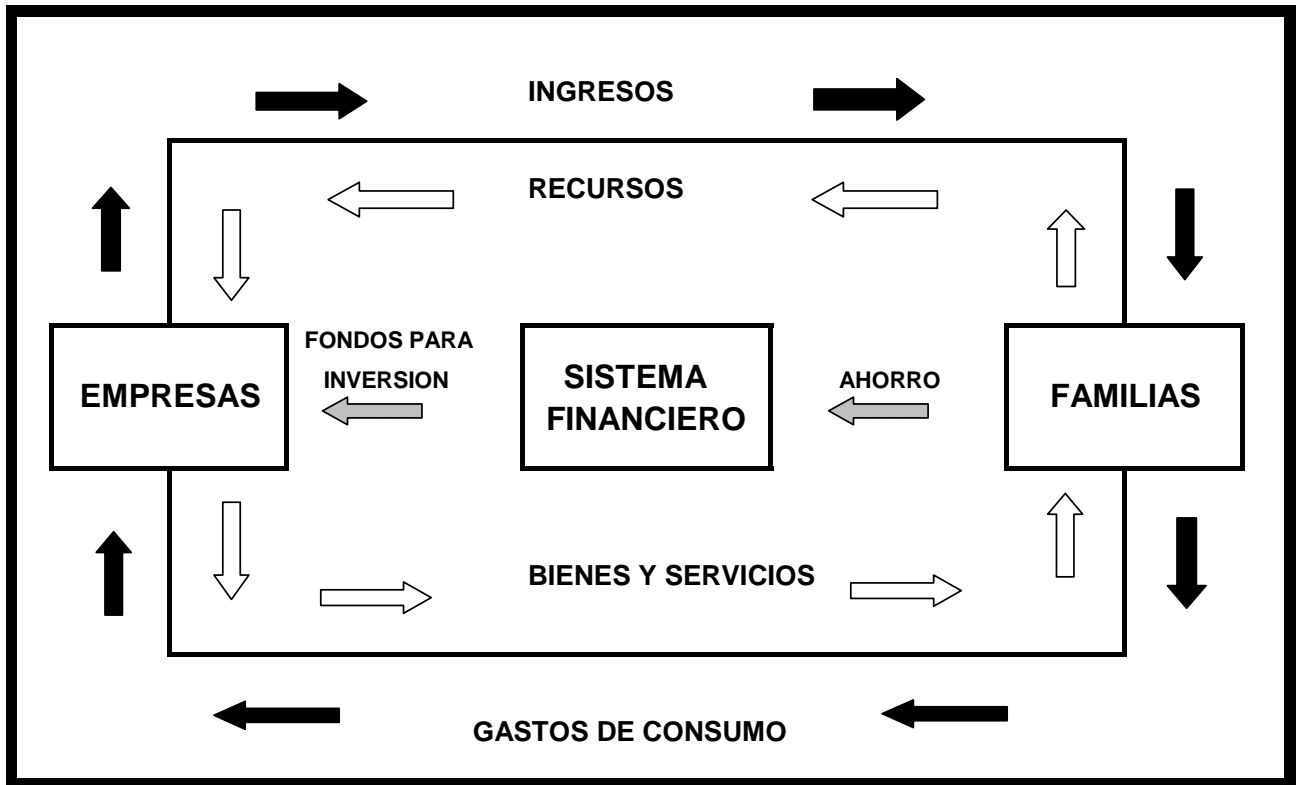 INGRESOS
RECURSOS
FONDOS PARA
INVERSION
EMPRESAS
SISTEMA
FINANCIERO
AHORRO
FAMILIAS
BIENES Y SERVICIOS
GASTOS DE CONSUMO